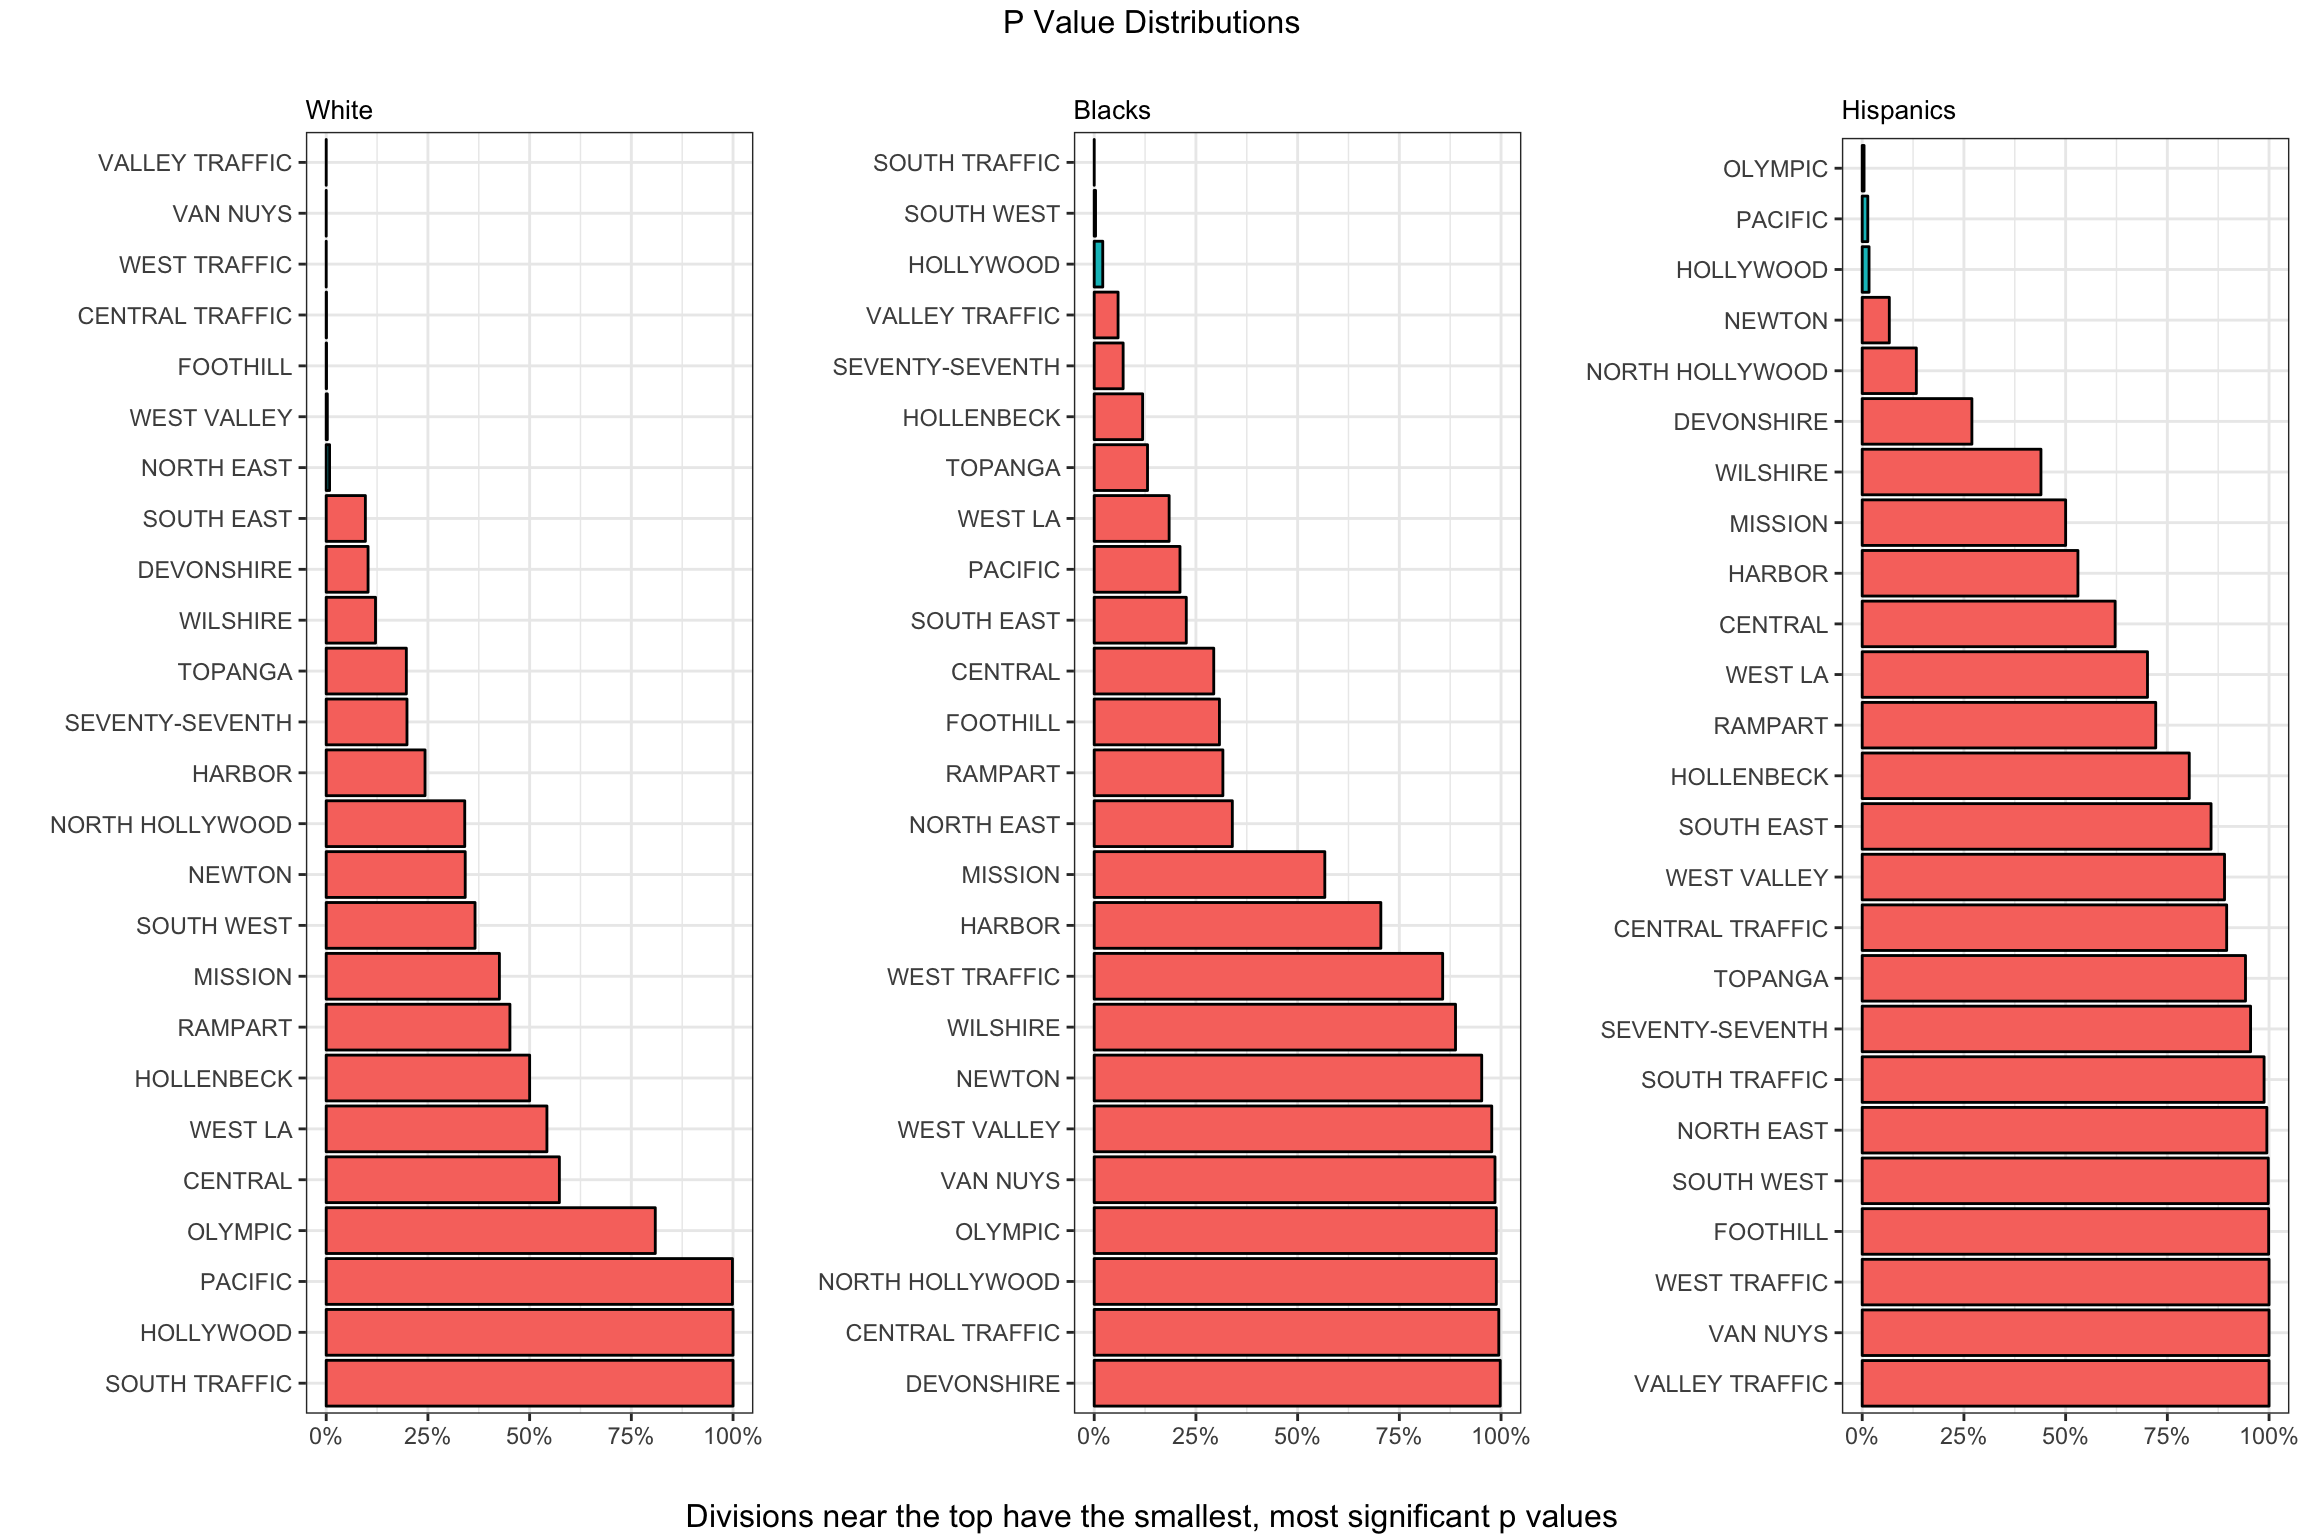 P Value Distributions
White
VALLEY TRAFFIC
VAN NUYS
WEST TRAFFIC
CENTRAL TRAFFIC
FOOTHILL
WEST VALLEY
NORTH EAST
SOUTH EAST
DEVONSHIRE
WILSHIRE
TOPANGA
SEVENTY-SEVENTH
HARBOR
NORTH HOLLYWOOD
NEWTON
SOUTH WEST
MISSION
RAMPART
HOLLENBECK
WEST LA
CENTRAL
OLYMPIC
PACIFIC
HOLLYWOOD
SOUTH TRAFFIC
0% 25% 50% 75% 100%
Blacks
SOUTH TRAFFIC
SOUTH WEST
HOLLYWOOD
VALLEY TRAFFIC
SEVENTY-SEVENTH
HOLLENBECK
TOPANGA
WEST LA
PACIFIC
SOUTH EAST
CENTRAL
FOOTHILL
RAMPART
NORTH EAST
MISSION
HARBOR
WEST TRAFFIC
WILSHIRE
NEWTON
WEST VALLEY
VAN NUYS
OLYMPIC
NORTH HOLLYWOOD
CENTRAL TRAFFIC
DEVONSHIRE
0% 25% 50% 75% 100%
Hispanics
OLYMPIC
PACIFIC
HOLLYWOOD
NEWTON
NORTH HOLLYWOOD
DEVONSHIRE
WILSHIRE
MISSION
HARBOR
CENTRAL
WEST LA
RAMPART
HOLLENBECK
SOUTH EAST
WEST VALLEY
CENTRAL TRAFFIC
TOPANGA
SEVENTY-SEVENTH
SOUTH TRAFFIC
NORTH EAST
SOUTH WEST
FOOTHILL
WEST TRAFFIC
VAN NUYS
VALLEY TRAFFIC
0% 25% 50% 75% 100%
Divisions near the top have the smallest, most significant p values